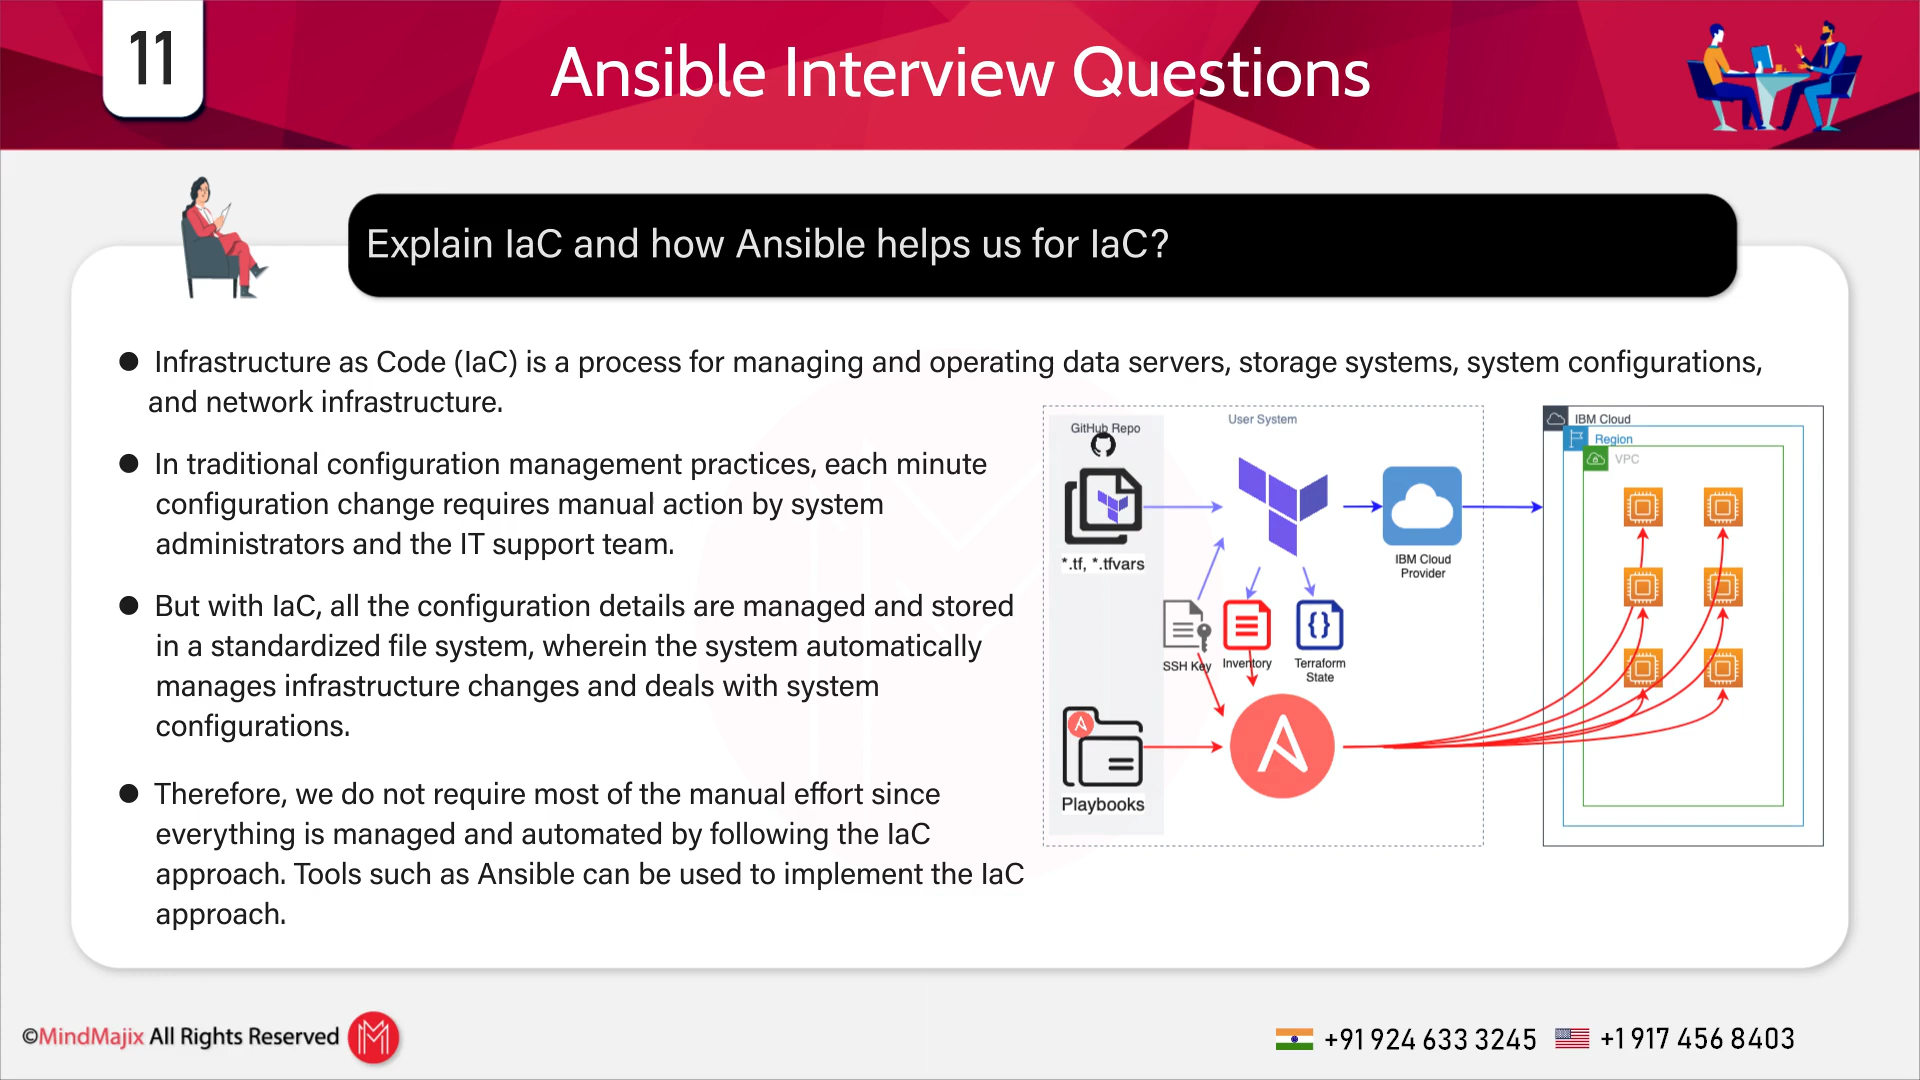 11
Ansible Interview Questions
Explain IaC and how Ansible helps us for IaC?
● Infrastructure as Code (IaC) is a process for managing and operating data servers, storage systems, system configurations,
and network infrastructure.
● In traditional configuration management practices, each minute
configuration change requires manual action by system
administrators and the IT support team.
● But with IaC, all the configuration details are managed and stored
in a standardized file system, wherein the system automatically
manages infrastructure changes and deals with system
configurations.
● Therefore, we do not require most of the manual effort since
everything is managed and automated by following the IaC
approach. Tools such as Ansible can be used to implement the IaC
approach.
User System
GitHub Repo
*.tf, *.tfvars
IBM Cloud
Provider
SSH Key
Inventory
Terraform
State
Playbooks
IBM Cloud
Region
VPC
©MindMajix All Rights Reserved
+91 924 633 3245
+1 917 456 8403